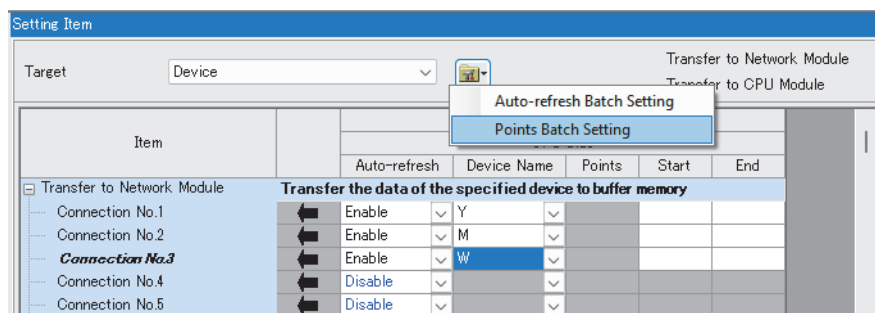 Setting Item
Target Device Transfer to Network Module
Transfer to CPU Module
Auto-refresh Batch Setting
Points Batch Setting
Item
Auto-refresh Device Name Points Start End
Transfer to Network Module Transfer the data of the specified device to buffer memory
Connection No.1 Enable Y
Connection No.2 Enable M
Connection No.3 Enable W
Connection No.4 Disable
Connection No.5 Disable